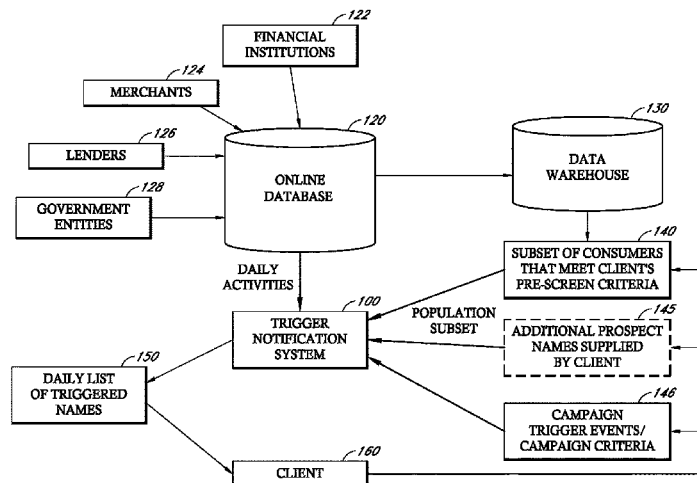 122
FINANCIAL
INSTITUTIONS
124
MERCHANTS
126
LENDERS
128
GOVERNMENT
ENTITIES
120
ONLINE
DATABASE
130
DATA
WAREHOUSE
DAILY
ACTIVITIES
140
SUBSET OF CONSUMERS
THAT MEET CLIENT'S
PRE-SCREEN CRITERIA
100
TRIGGER
NOTIFICATION
SYSTEM
POPULATION
SUBSET
145
ADDITIONAL PROSPECT
NAMES SUPPLIED
BY CLIENT
150
DAILY LIST
OF TRIGGERED
NAMES
146
CAMPAIGN
TRIGGER EVENTS/
CAMPAIGN CRITERIA
160
CLIENT